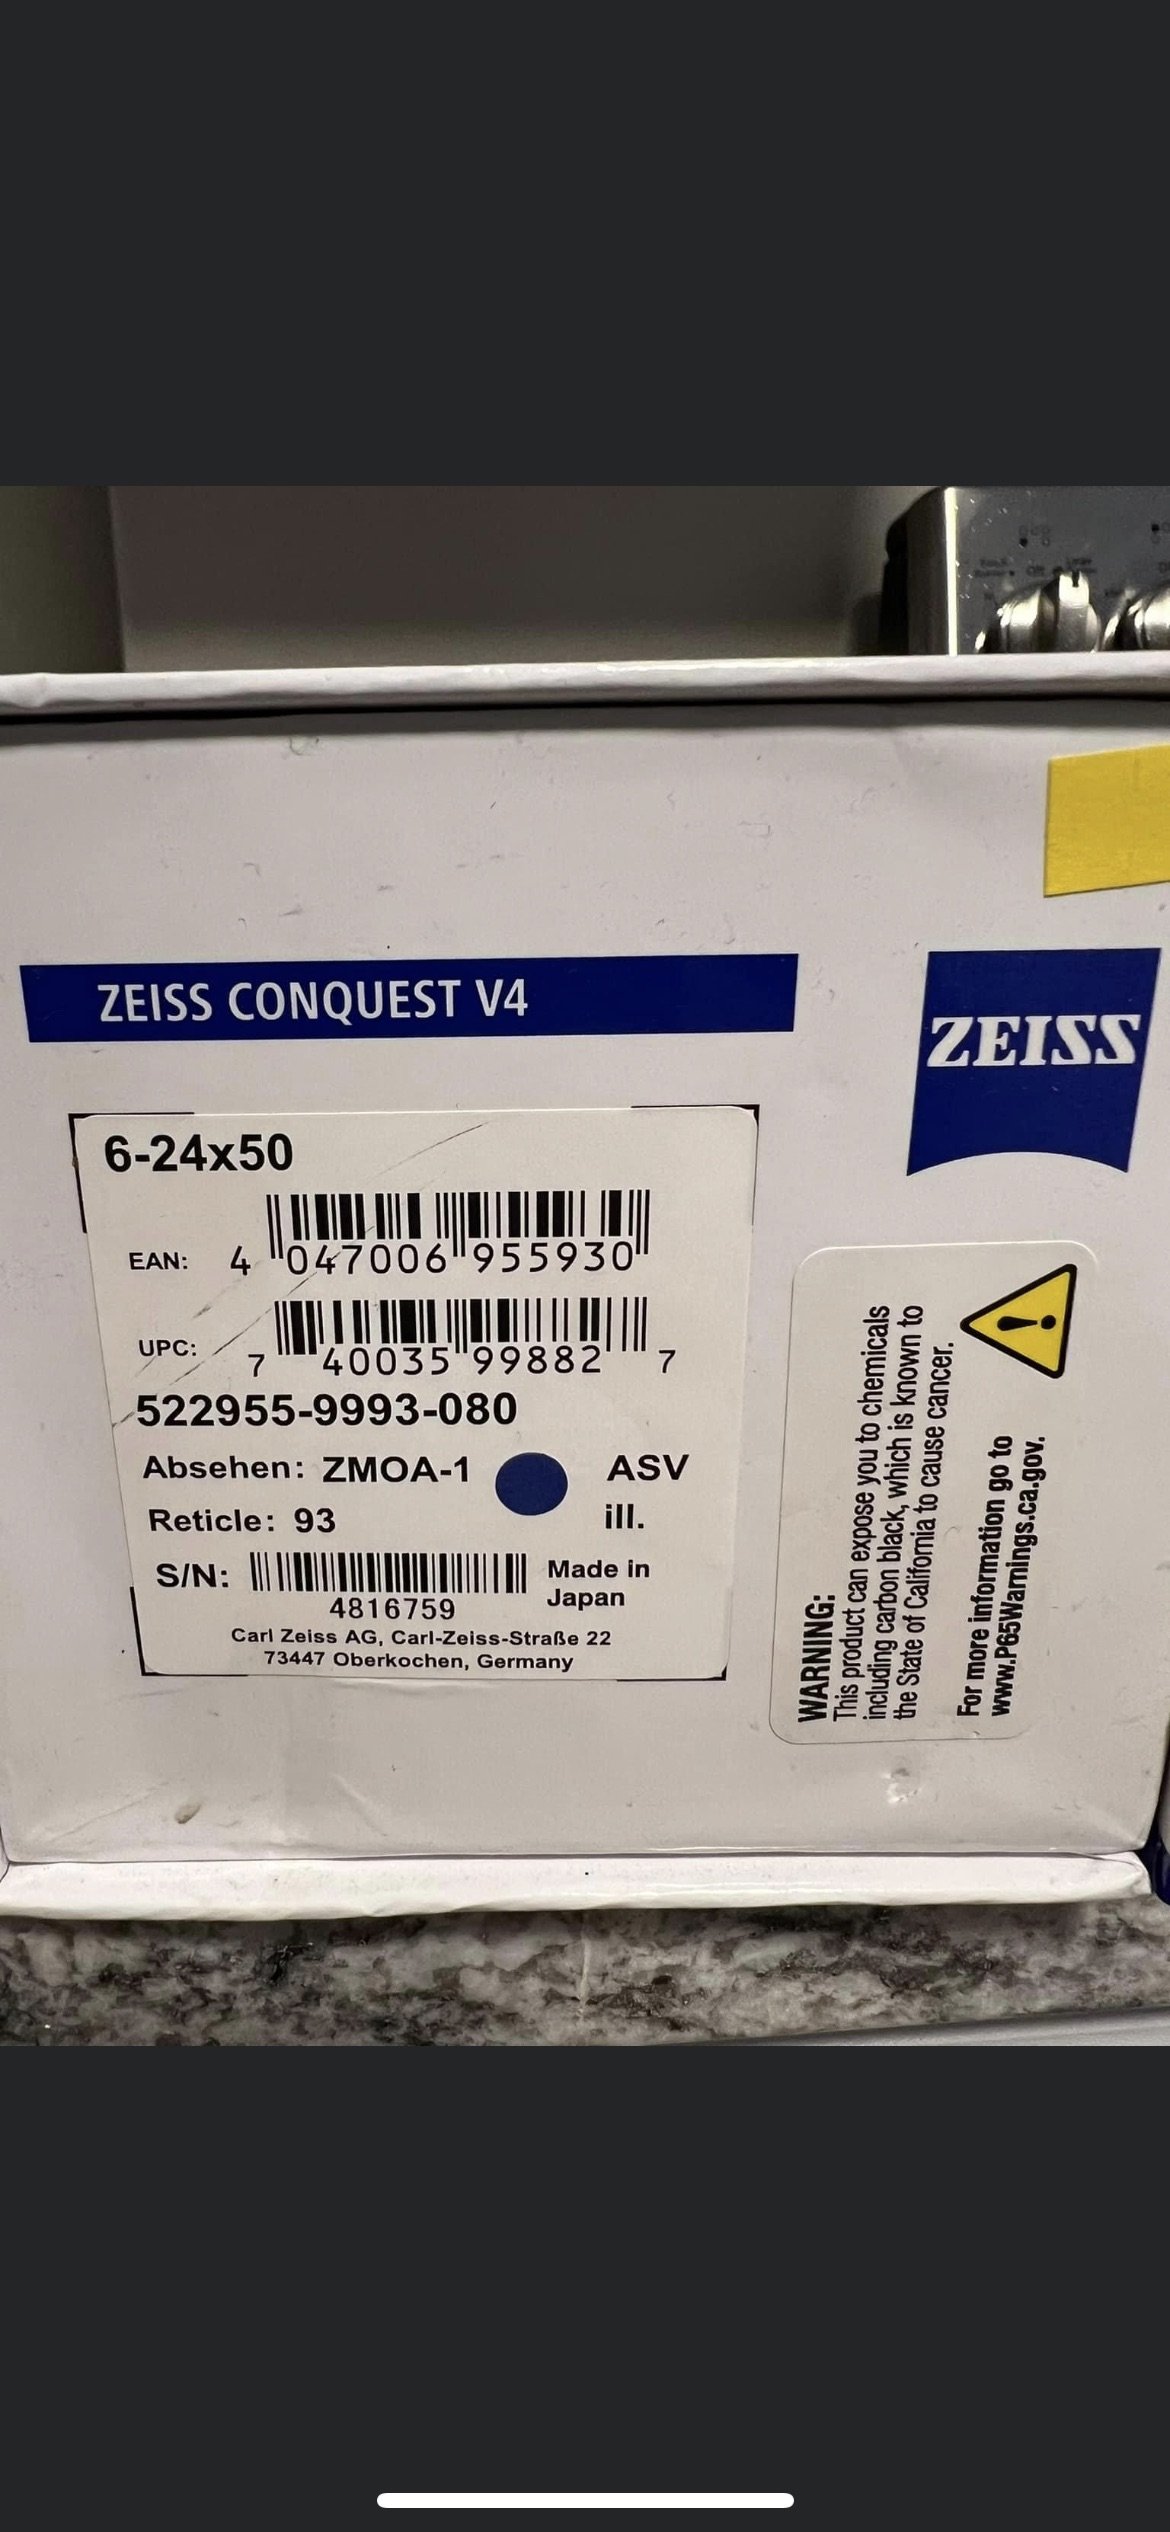 ZEISS CONQUEST V4
ZEISS
6-24x50
EAN: 4 047006 955930
UPC: 7 40035 99882 7
522955-9993-080
Absehen: ZMOA-1 ASV
Reticle: 93 ill.
S/N: Made in
Japan
4816759
Carl Zeiss AG, Carl-Zeiss-Straße 22
73447 Oberkochen, Germany
WARNING:
This product can expose you to chemicals
including carbon black, which is known to
the State of California to cause cancer.
For more information go to
www.P65Warnings.ca.gov.